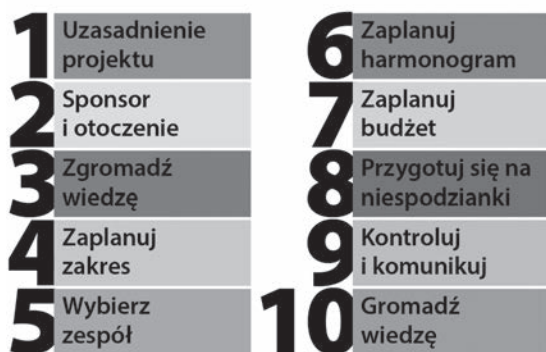 1 Uzasadnienie
projektu
2 Sponsor
i otoczenie
3 Zgromadź
wiedzę
4 Zaplanuj
zakres
5 Wybierz
zespół
6 Zaplanuj
harmonogram
7 Zaplanuj
budżet
8 Przygotuj się na
niespodzianki
9 Kontroluj
i komunikuj
10 Gromadź
wiedzę